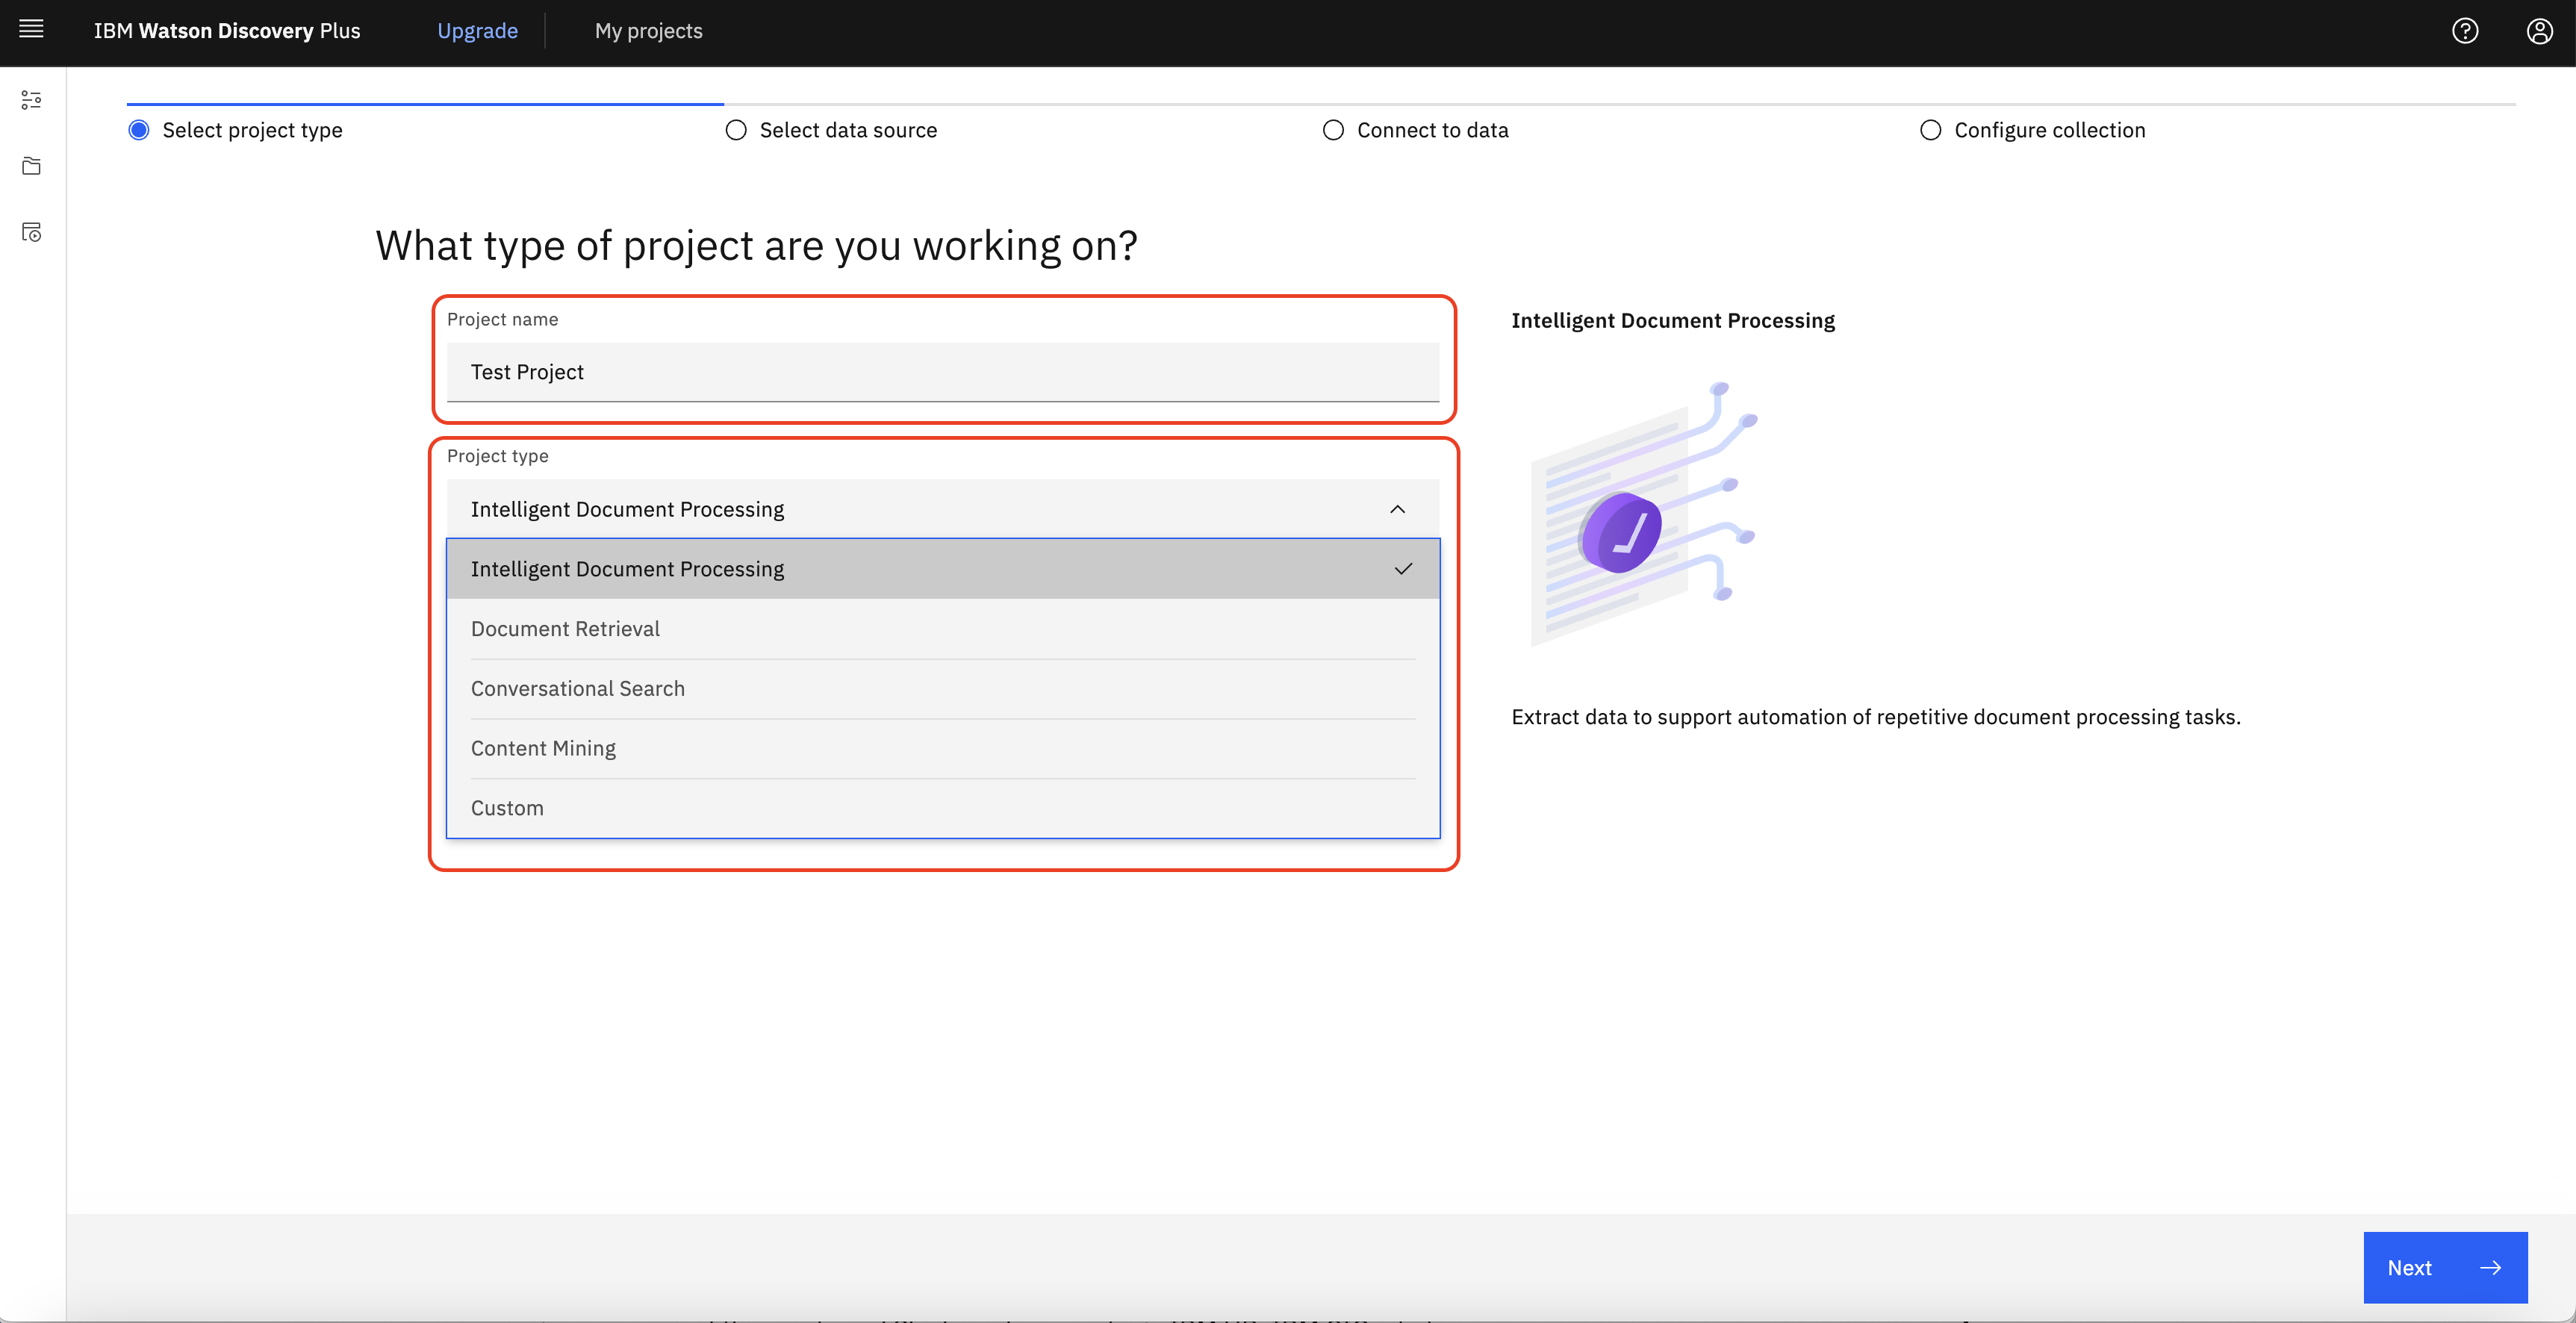 IBM Watson Discovery Plus
Upgrade
My projects
Select project type
Select data source
Connect to data
Configure collection
What type of project are you working on?
Project name
Test Project
Project type
Intelligent Document Processing
Intelligent Document Processing
Document Retrieval
Conversational Search
Content Mining
Custom
Intelligent Document Processing
Extract data to support automation of repetitive document processing tasks.
Next